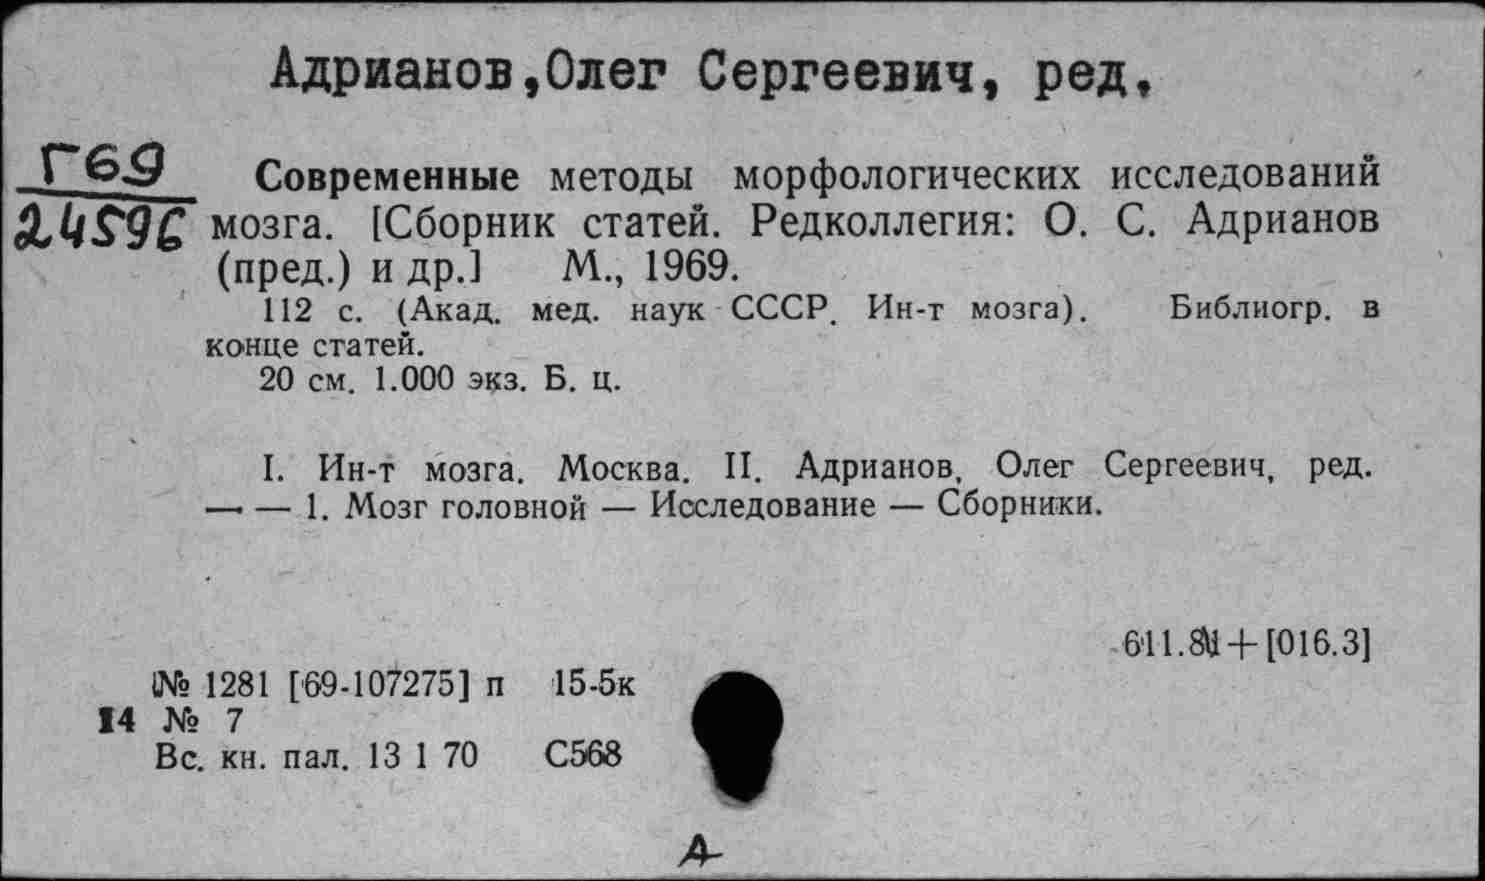 Адрианов,Олег Сергеевич, ред,
Г69
24596
Современные методы морфологических исследований
мозга. [Сборник статей. Редколлегия: О. С. Адрианов
(пред.) и др.] М., 1969.
112 с. (Акад. мед. наук СССР. Ин-т мозга). Библиогр. в
конце статей.
20 см. 1.000 экз. Б. ц.
I. Ин-т мозга. Москва. II. Адрианов, Олег Сергеевич, ред.
— — 1. Мозг головной — Исследование — Сборники.
611.81+[016.3]
№ 1281 [69-107275] п 15-5к
14 № 7
Вс. кн. пал. 13 1 70 С568
А